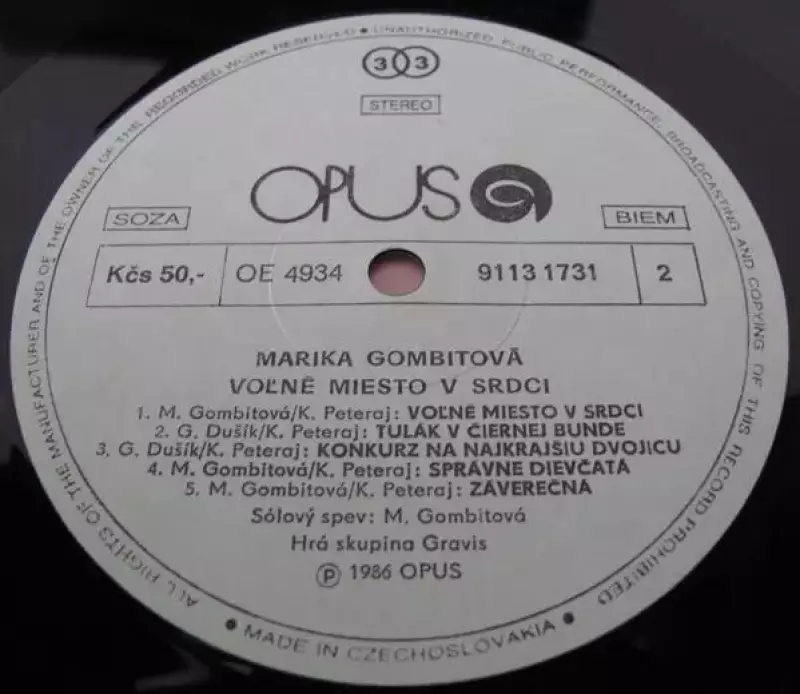 ALL RIGHTS OF THE MANUFACTURER AND OF THE OWNER OF THE RECORDED WORK RESERVED • UNAUTHORIZED PUBLIC PERFORMANCE, BROADCASTING AND COPYING OF THIS RECORD PROHIBITED
33
STEREO
OPUS
SOZA
BIEM
Kčs 50,- OE 4934 9113 1731 2
MARIKA GOMBITOVÁ
VOĽNÉ MIESTO V SRDCI
1. M. Gombitová/K. Peteraj: VOĽNÉ MIESTO V SRDCI
2. G. Dušík/K. Peteraj: TULÁK V ČIERNEJ BUNDE
3. G. Dušík/K. Peteraj: KONKURZ NA NAJKRAJŠIU DVOJICU
4. M. Gombitová/K. Peteraj: SPRÁVNE DIEVČATÁ
5. M. Gombitová/K. Peteraj: ZÁVEREČNÁ
Sólový spev: M. Gombitová
Hrá skupina Gravis
Ⓟ 1986 OPUS
• MADE IN CZECHOSLOVAKIA •